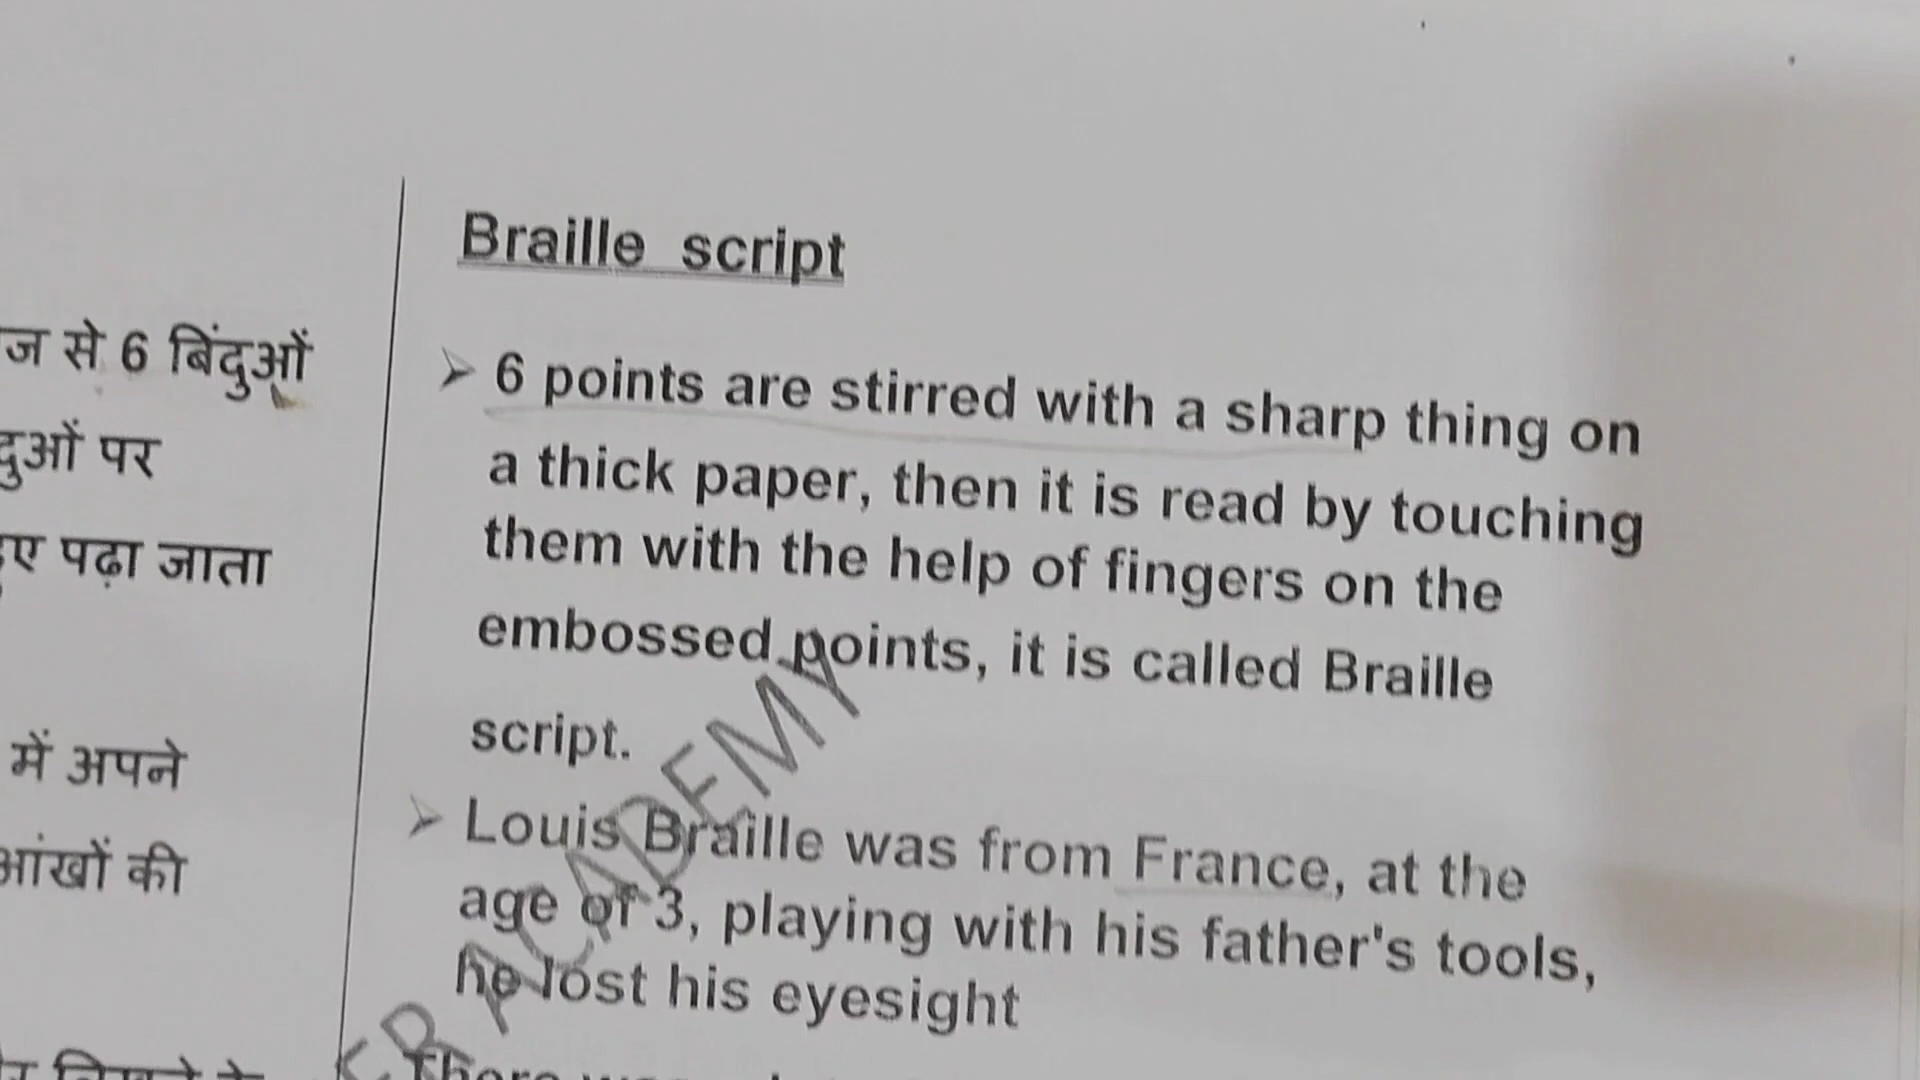 Braille script
से 6 बिंदुओं
पर
पढ़ा जाता
में अपने
आंखों की
➢ 6 points are stirred with a sharp thing on
a thick paper, then it is read by touching
them with the help of fingers on the
embossed points, it is called Braille
script.
➢ Louis Braille was from France, at the
age of 3, playing with his father's tools,
he lost his eyesight
ACADEMY